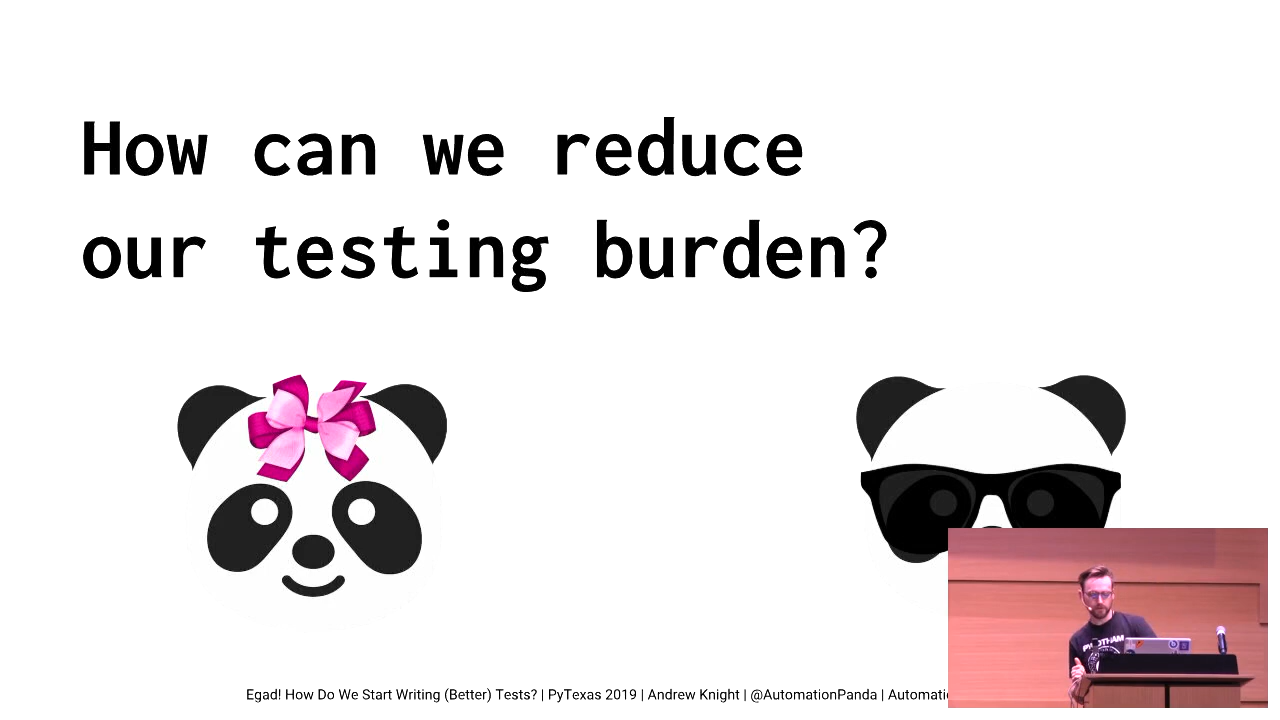 How can we reduce
our testing burden?
Egad! How Do We Start Writing (Better) Tests? | PyTexas 2019 | Andrew Knight | @AutomationPanda |